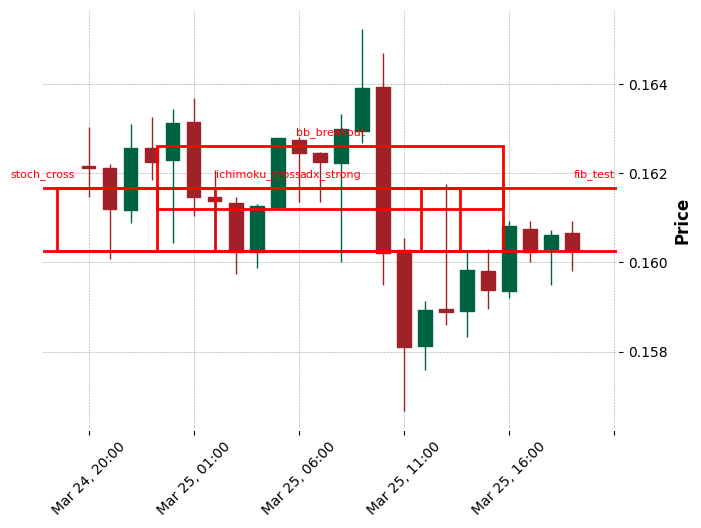 0.164
bb_breakout
0.162
stoch_cross
ichimoku_cross
adx_strong
fib_test
Price
0.160
0.158
Mar 24, 20:00
Mar 25, 01:00
Mar 25, 06:00
Mar 25, 11:00
Mar 25, 16:00